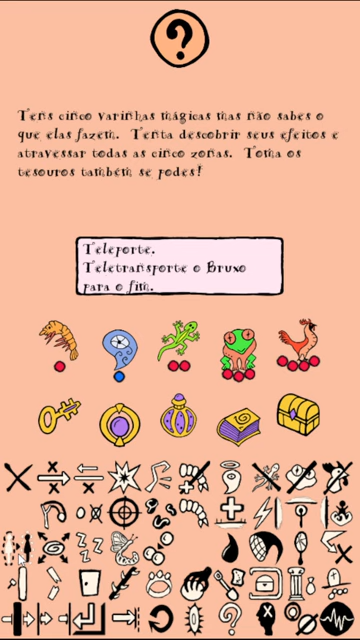 ?
Tens cinco varinhas mágicas mas não sabes o
que elas fazem. Tenta descobrir seus efeitos e
atravessar todas as cinco zonas. Toma os
tesouros também se podes!
Teleporte.
Teletransporte o Bruxo
para o fim.